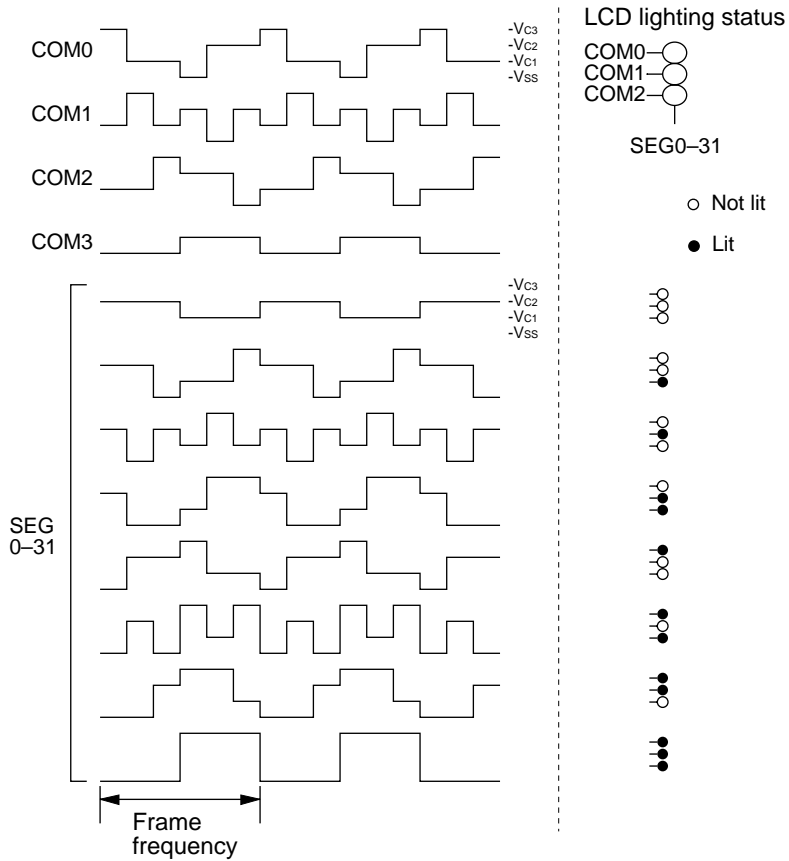 COM0
-VC3
-VC2
-VC1
-VSS
COM1
COM2
COM3
-VC3
-VC2
-VC1
-VSS
SEG
0–31
Frame
frequency
LCD lighting status
COM0
COM1
COM2
SEG0–31
Not lit
Lit